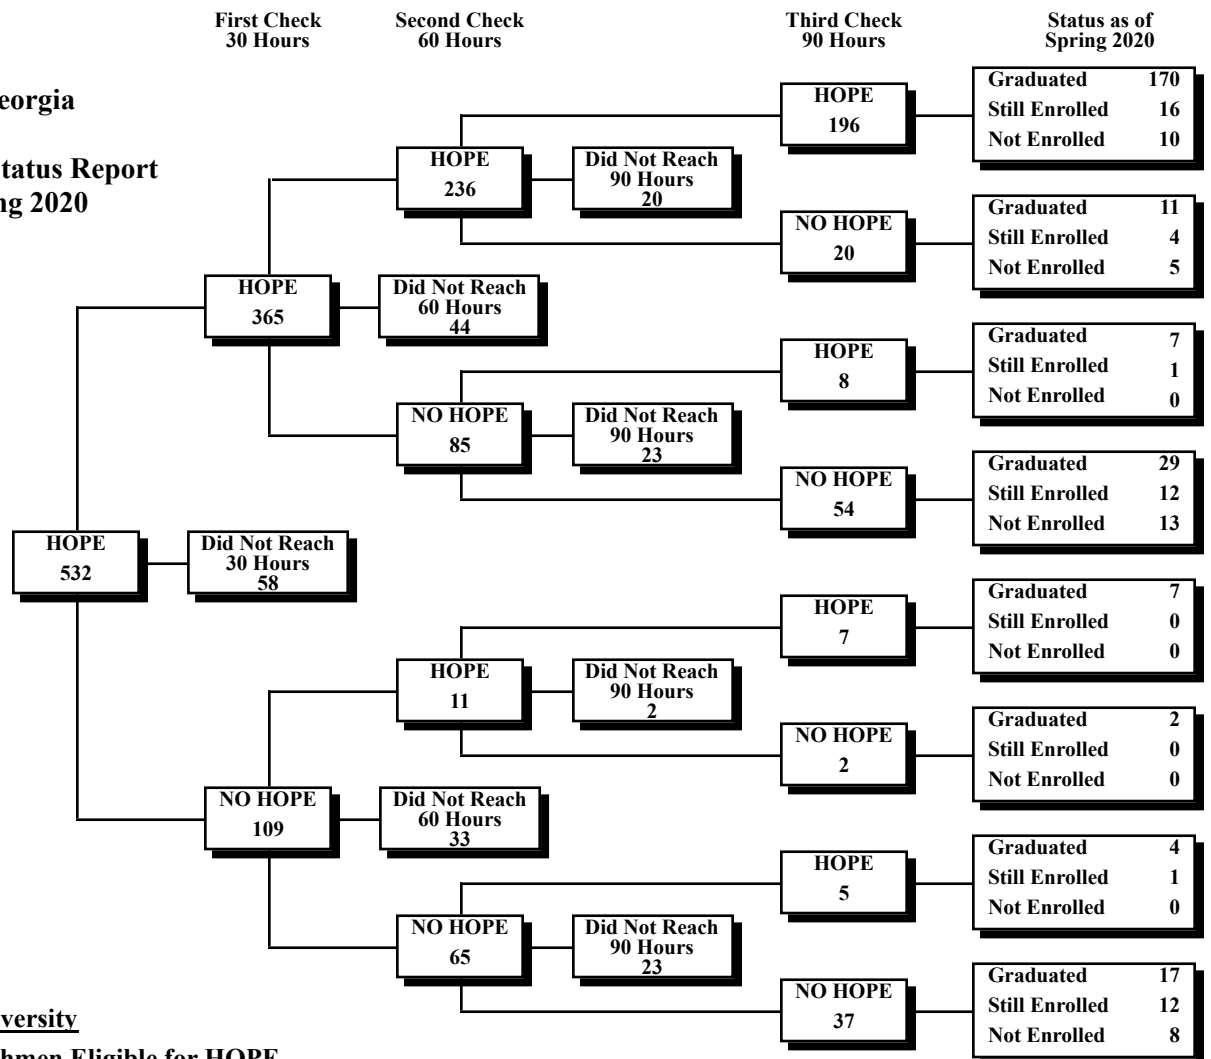 First Check
30 Hours
Second Check
60 Hours
Third Check
90 Hours
Status as of
Spring 2020
eorgia
tatus Report
ng 2020
HOPE
532
Did Not Reach
30 Hours
58
HOPE
365
Did Not Reach
60 Hours
44
NO HOPE
109
Did Not Reach
60 Hours
33
HOPE
236
Did Not Reach
90 Hours
20
NO HOPE
85
Did Not Reach
90 Hours
23
HOPE
11
Did Not Reach
90 Hours
2
NO HOPE
65
Did Not Reach
90 Hours
23
HOPE
196
Graduated 170
Still Enrolled 16
Not Enrolled 10
NO HOPE
20
Graduated 11
Still Enrolled 4
Not Enrolled 5
HOPE
8
Graduated 7
Still Enrolled 1
Not Enrolled 0
NO HOPE
54
Graduated 29
Still Enrolled 12
Not Enrolled 13
HOPE
7
Graduated 7
Still Enrolled 0
Not Enrolled 0
NO HOPE
2
Graduated 2
Still Enrolled 0
Not Enrolled 0
HOPE
5
Graduated 4
Still Enrolled 1
Not Enrolled 0
NO HOPE
37
Graduated 17
Still Enrolled 12
Not Enrolled 8
versity
hmen Eligible for HOPE